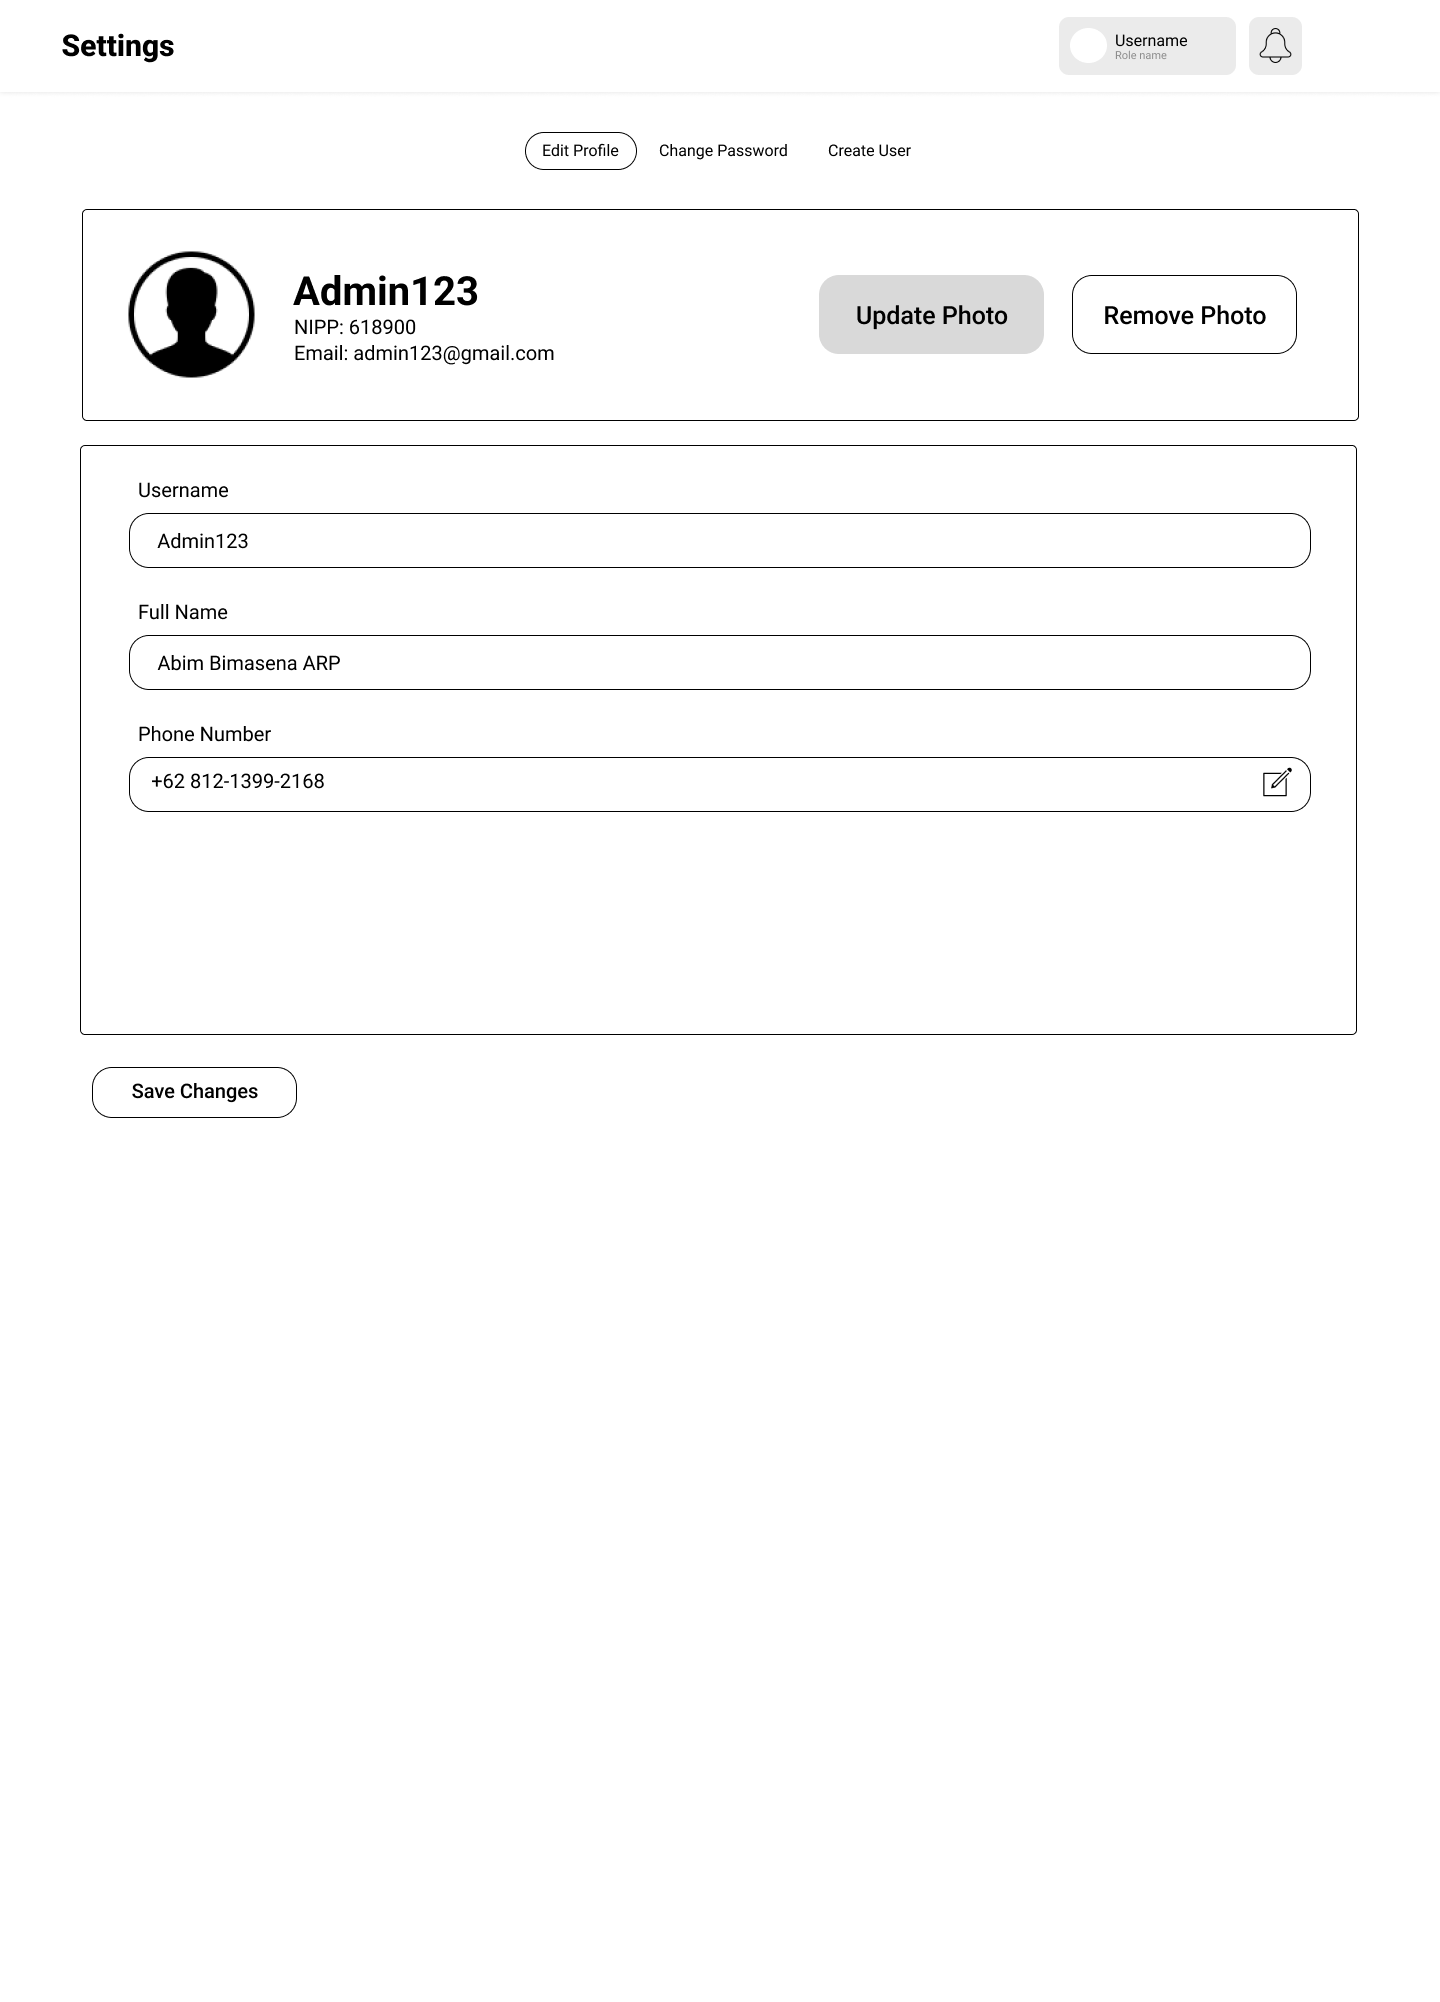 Settings
Username
Role name
Edit Profile
Change Password
Create User
Admin123
NIPP: 618900
Email: admin123@gmail.com
Update Photo
Remove Photo
Username
Admin123
Full Name
Abim Bimasena ARP
Phone Number
+62 812-1399-2168
Save Changes